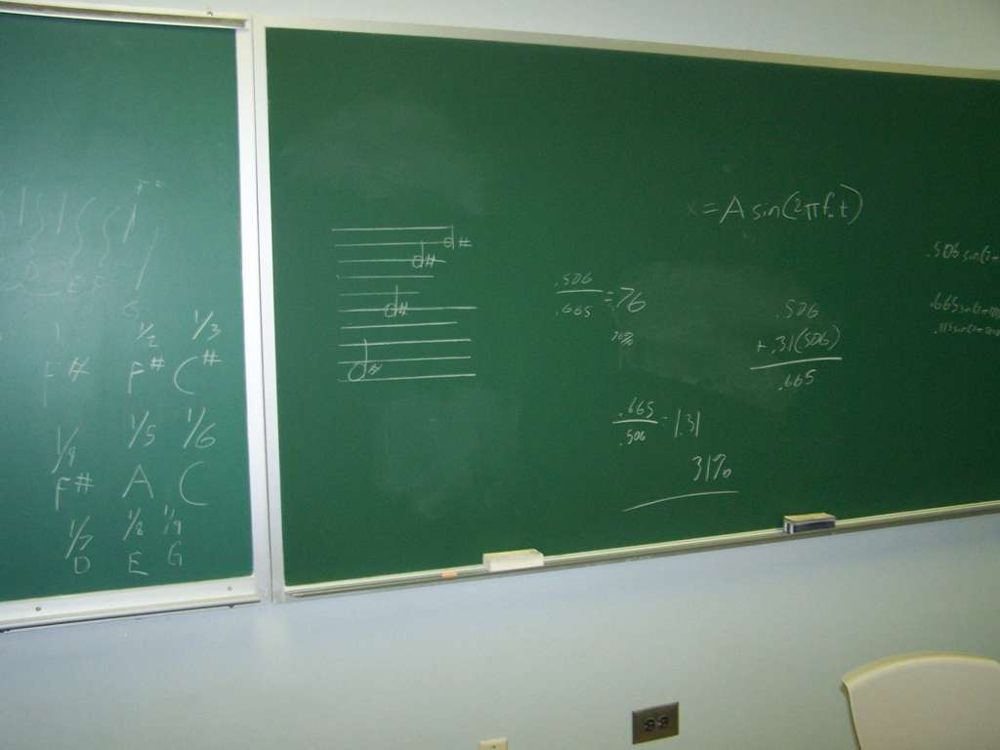 1 1/2 1/3
F# F# C#
1/4 1/5 1/6
F# A C
1/7 1/8 1/9
D E G
.506
.665
=.76
x = A sin(2πf.t)
.506
+ .31(506)
.665
.665
.506
1.31
31%
.506 sin(2
.665 sin(